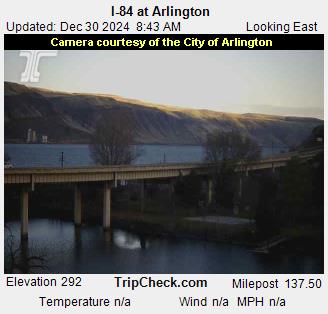 I-84 at Arlington
Updated: Dec 30 2024 8:43 AM Looking East
Camera courtesy of the City of Arlington
Elevation 292 TripCheck.com Milepost 137.50
Temperature n/a Wind n/a MPH n/a